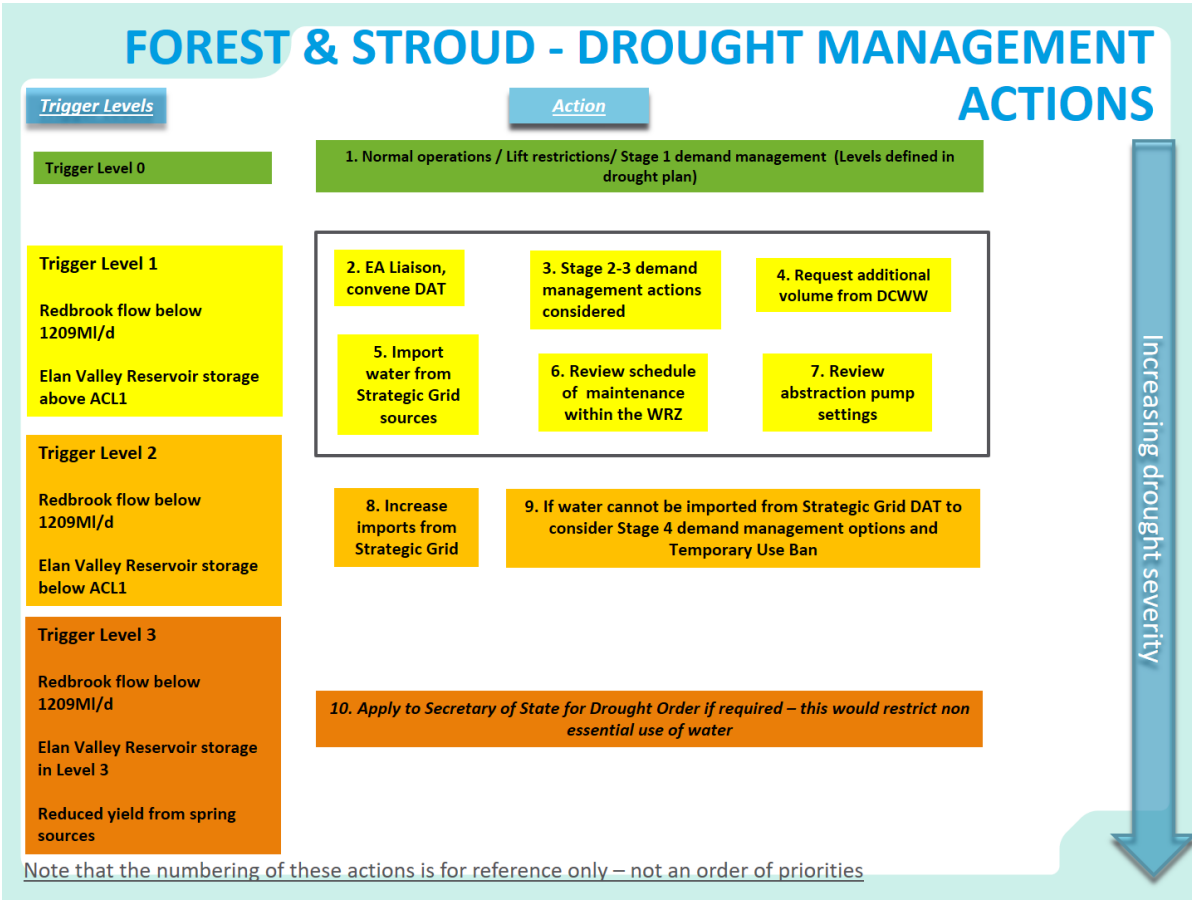 FOREST & STROUD - DROUGHT MANAGEMENT
ACTIONS
Trigger Levels
Action
Trigger Level 0
1. Normal operations / Lift restrictions/ Stage 1 demand management (Levels defined in
drought plan)
Trigger Level 1
Redbrook flow below
1209Ml/d
Elan Valley Reservoir storage
above ACL1
2. EA Liaison,
convene DAT
3. Stage 2-3 demand
management actions
considered
4. Request additional
volume from DCWW
5. Import
water from
Strategic Grid
sources
6. Review schedule
of maintenance
within the WRZ
7. Review
abstraction pump
settings
Trigger Level 2
Redbrook flow below
1209Ml/d
Elan Valley Reservoir storage
below ACL1
8. Increase
imports from
Strategic Grid
9. If water cannot be imported from Strategic Grid DAT to
consider Stage 4 demand management options and
Temporary Use Ban
Trigger Level 3
Redbrook flow below
1209Ml/d
Elan Valley Reservoir storage
in Level 3
Reduced yield from spring
sources
10. Apply to Secretary of State for Drought Order if required – this would restrict non
essential use of water
Increasing drought severity
Note that the numbering of these actions is for reference only – not an order of priorities